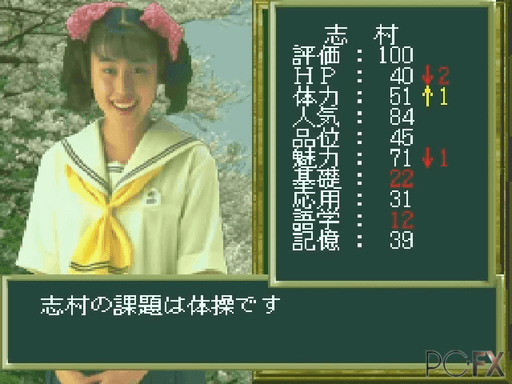 志村
評価：100
HP：40↓2
体力：51↑1
人気：84
品位：45
魅力：71↓1
基礎：22
応用：31
語学：12
記憶：39
志村の課題は体操です
PC-FX